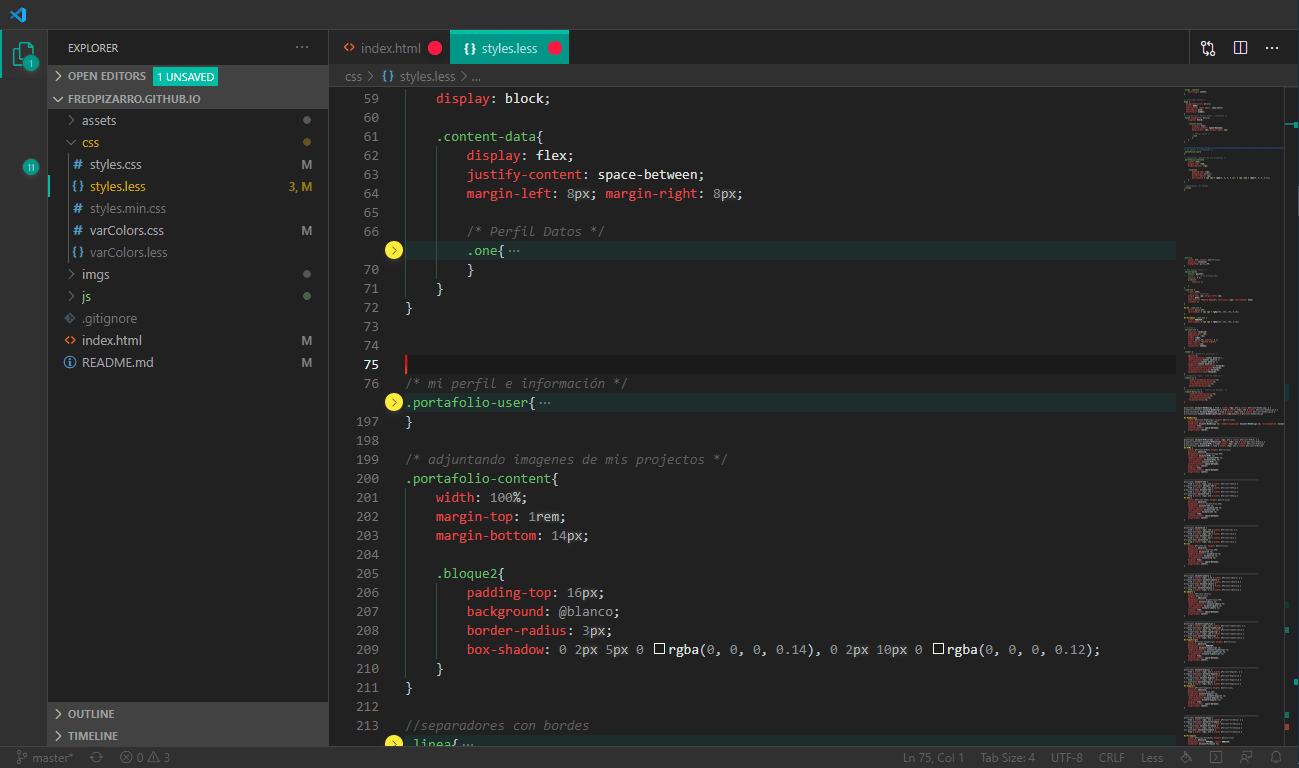 EXPLORER
index.html
{} styles.less
1
OPEN EDITORS 1 UNSAVED
css > {} styles.less > ...
FREDPIZARRO.GITHUB.IO
assets
css
# styles.css M
{} styles.less 3, M
# styles.min.css
# varColors.css M
{} varColors.less
imgs
js
.gitignore
index.html M
README.md M
11
59 display: block;
60
61 .content-data{
62 display: flex;
63 justify-content: space-between;
64 margin-left: 8px; margin-right: 8px;
65
66 /* Perfil Datos */
.one{ ...
70 }
71 }
72 }
73
74
75
76 /* mi perfil e información */
.portafolio-user{ ...
197 }
198
199 /* adjuntando imagenes de mis projectos */
200 .portafolio-content{
201 width: 100%;
202 margin-top: 1rem;
203 margin-bottom: 14px;
204
205 .bloque2{
206 padding-top: 16px;
207 background: @blanco;
208 border-radius: 3px;
209 box-shadow: 0 2px 5px 0 rgba(0, 0, 0, 0.14), 0 2px 10px 0 rgba(0, 0, 0, 0.12);
210 }
211 }
212
213 //separadores con bordes
.linea{ ...
OUTLINE
TIMELINE
master* 0 3 Ln 75, Col 1 Tab Size: 4 UTF-8 CRLF Less